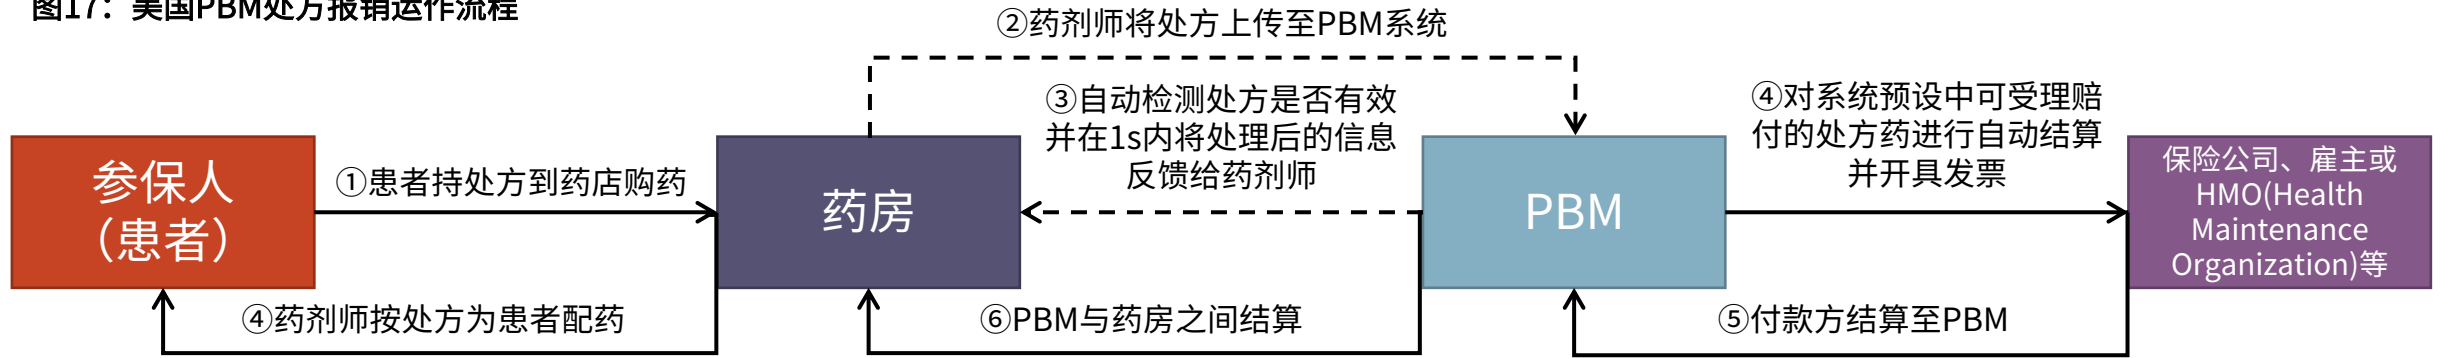 图17：美国PBM处方报销运作流程
②药剂师将处方上传至PBM系统
③自动检测处方是否有效
并在1s内将处理后的信息
反馈给药剂师
④对系统预设中可受理赔
付的处方药进行自动结算
并开具发票
参保人
（患者）
①患者持处方到药店购药
药房
PBM
保险公司、雇主或
HMO(Health
Maintenance
Organization)等
④药剂师按处方为患者配药
⑥PBM与药房之间结算
⑤付款方结算至PBM